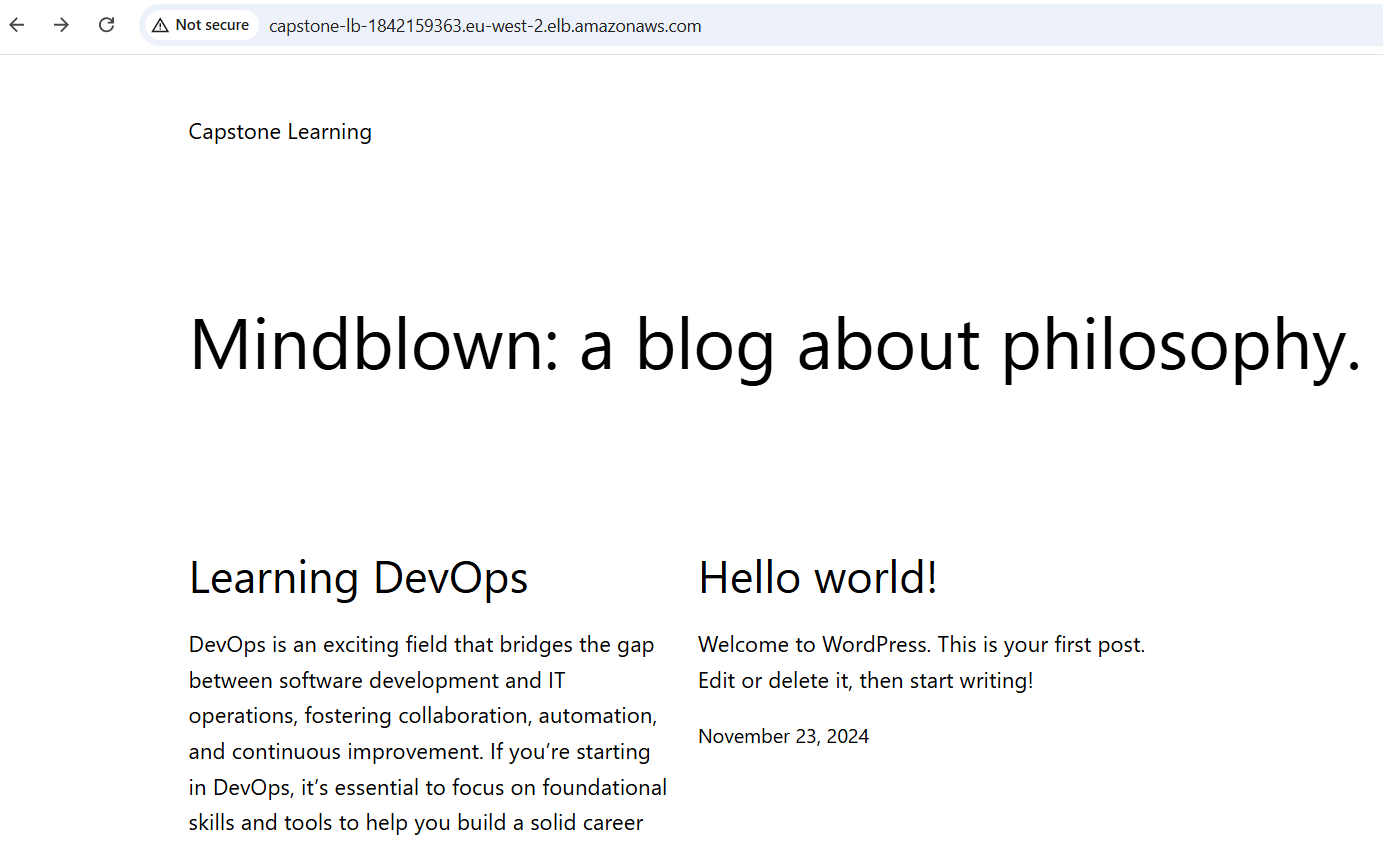 Not secure
capstone-lb-1842159363.eu-west-2.elb.amazonaws.com
Capstone Learning
Mindblown: a blog about philosophy.
Learning DevOps
DevOps is an exciting field that bridges the gap
between software development and IT
operations, fostering collaboration, automation,
and continuous improvement. If you’re starting
in DevOps, it’s essential to focus on foundational
skills and tools to help you build a solid career
Hello world!
Welcome to WordPress. This is your first post.
Edit or delete it, then start writing!
November 23, 2024